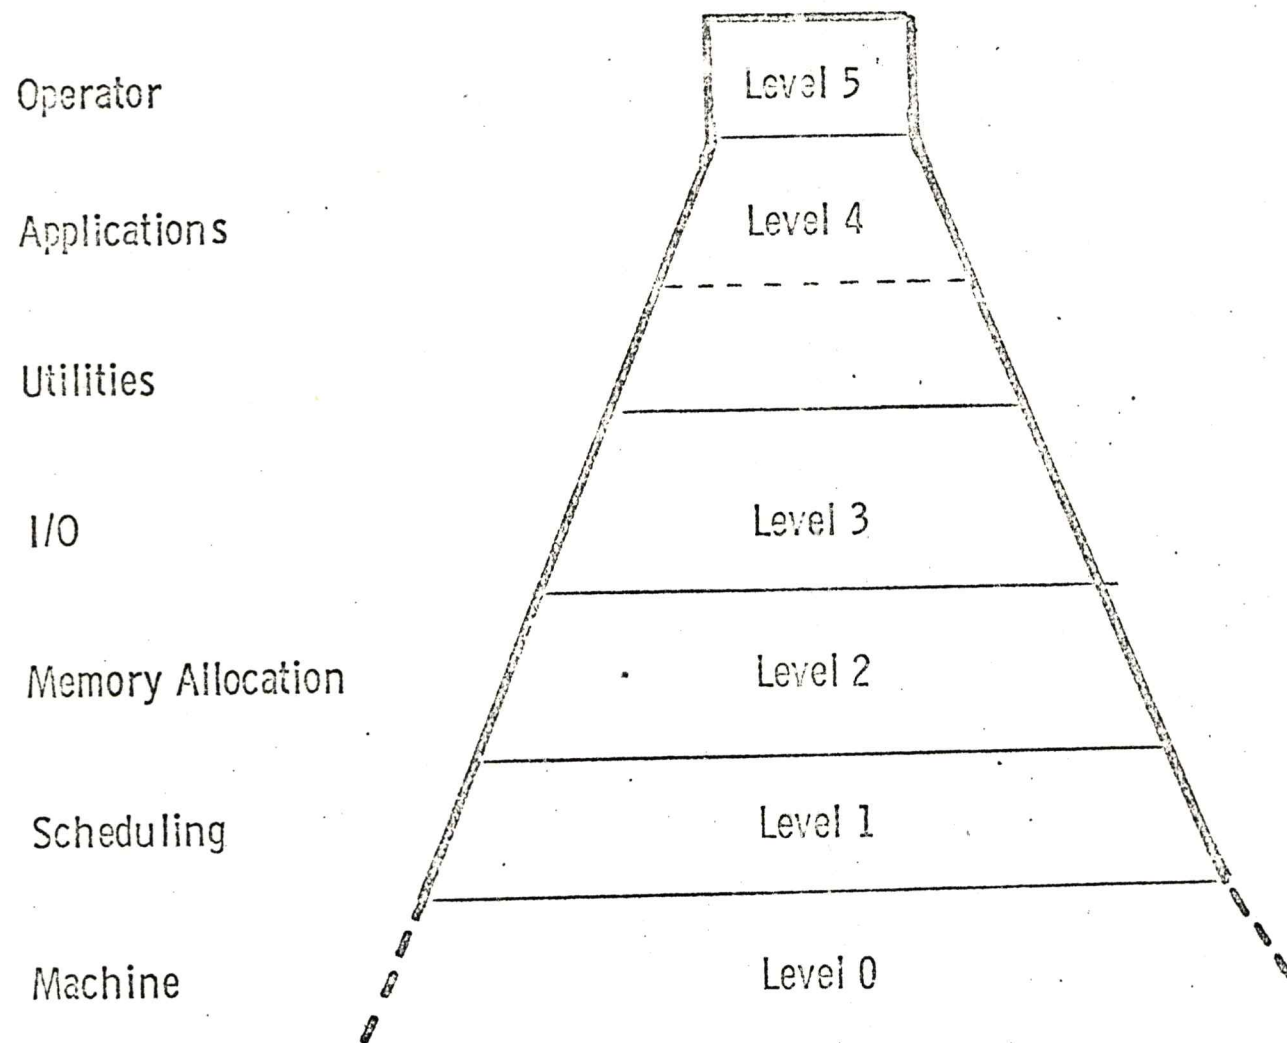 Operator
Level 5
Applications
Level 4
Utilities
I/O
Level 3
Memory Allocation
Level 2
Scheduling
Level 1
Machine
Level 0